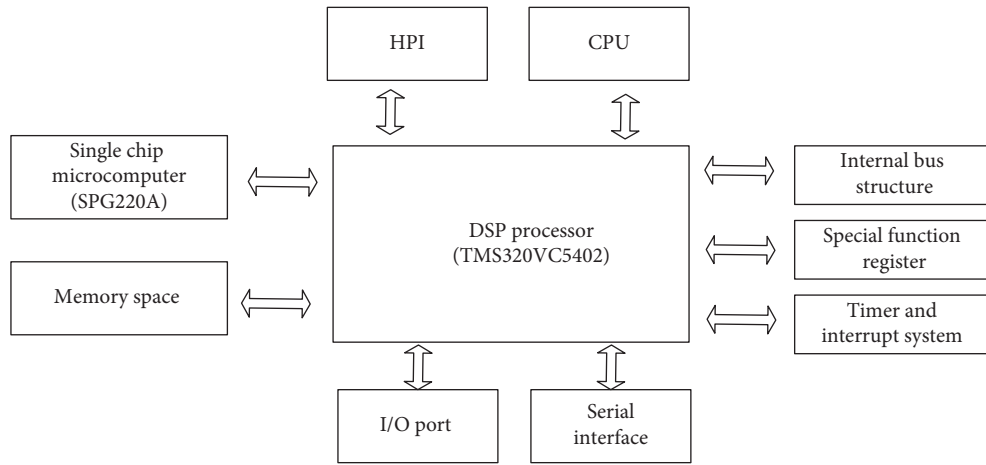 HPI
CPU
Single chip
microcomputer
(SPG220A)
Internal bus
structure
DSP processor
(TMS320VC5402)
Special function
register
Memory space
Timer and
interrupt system
I/O port
Serial
interface